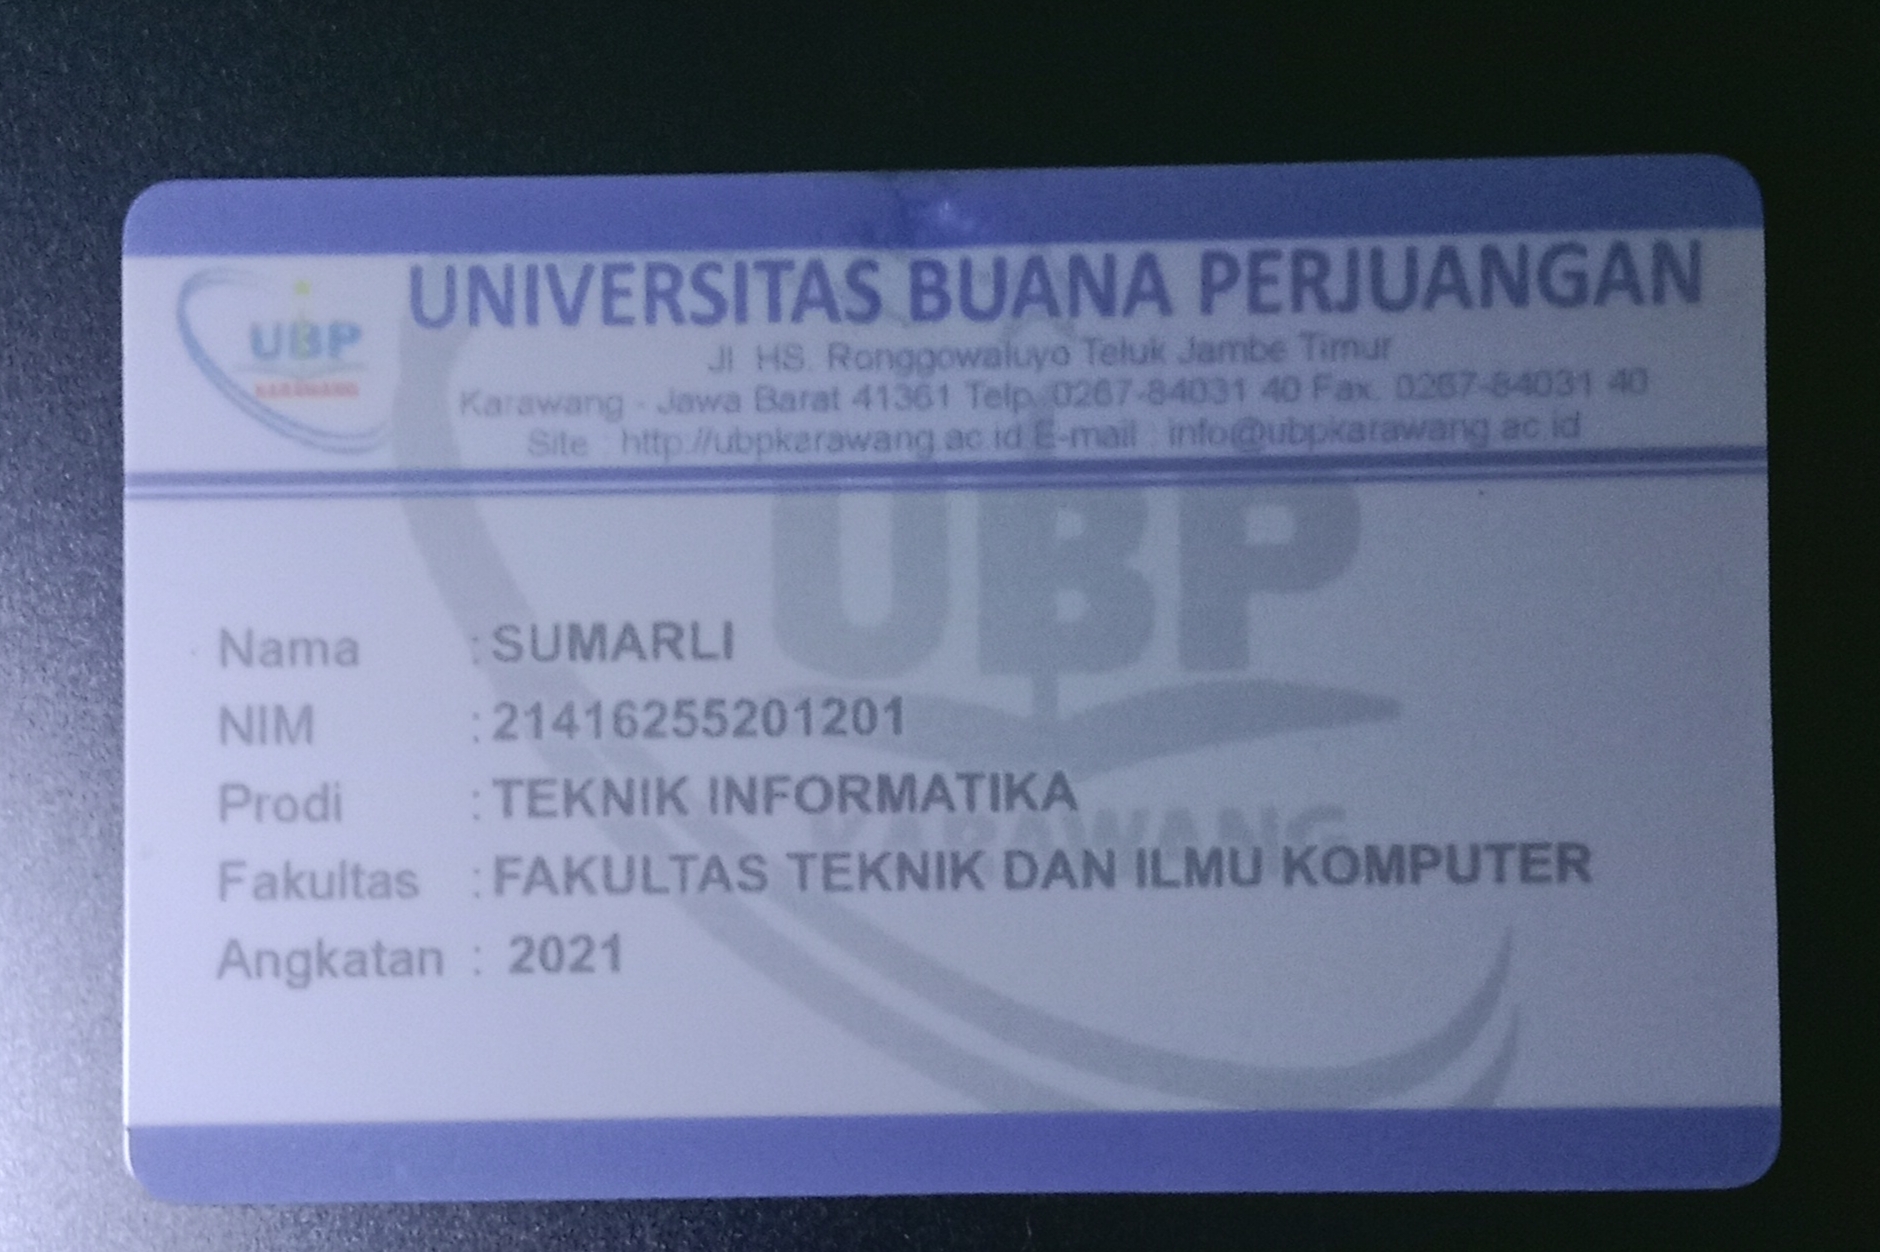 UNIVERSITAS BUANA PERJUANGAN
UBP
KARAWANG
Jl HS. Ronggowaluyo Teluk Jambe Timur
Karawang - Jawa Barat 41361 Telp. 0267-84031 40 Fax. 0267-84031 40
Site : http://ubpkarawang.ac.id E-mail : info@ubpkarawang.ac.id
UBP
KARAWANG
Nama : SUMARLI
NIM : 21416255201201
Prodi : TEKNIK INFORMATIKA
Fakultas : FAKULTAS TEKNIK DAN ILMU KOMPUTER
Angkatan : 2021